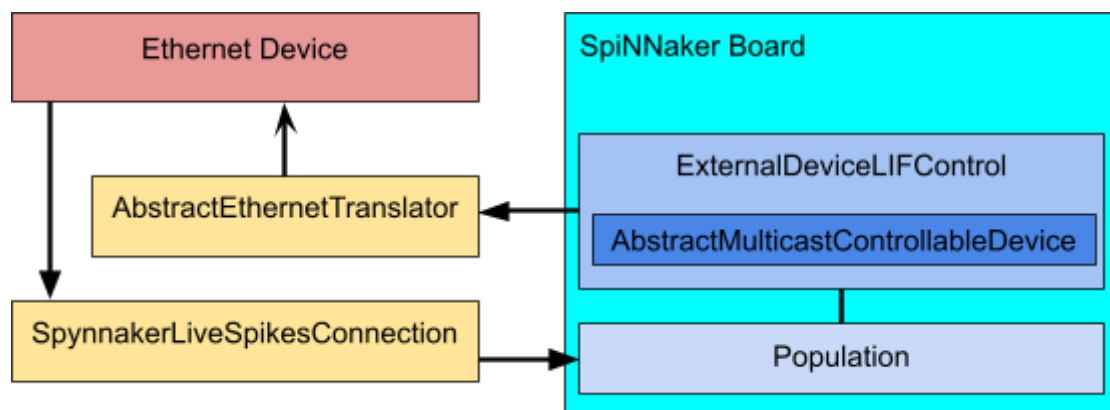 Ethernet Device
SpiNNaker Board
ExternalDeviceLIFControl
AbstractEthernetTranslator
AbstractMulticastControllableDevice
SpynnakerLiveSpikesConnection
Population